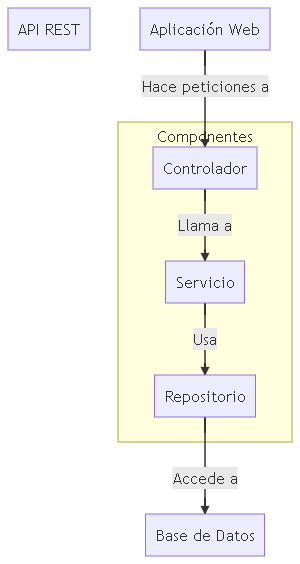 API REST
Aplicación Web
Hace peticiones a
Componentes
Controlador
Llama a
Servicio
Usa
Repositorio
Accede a
Base de Datos